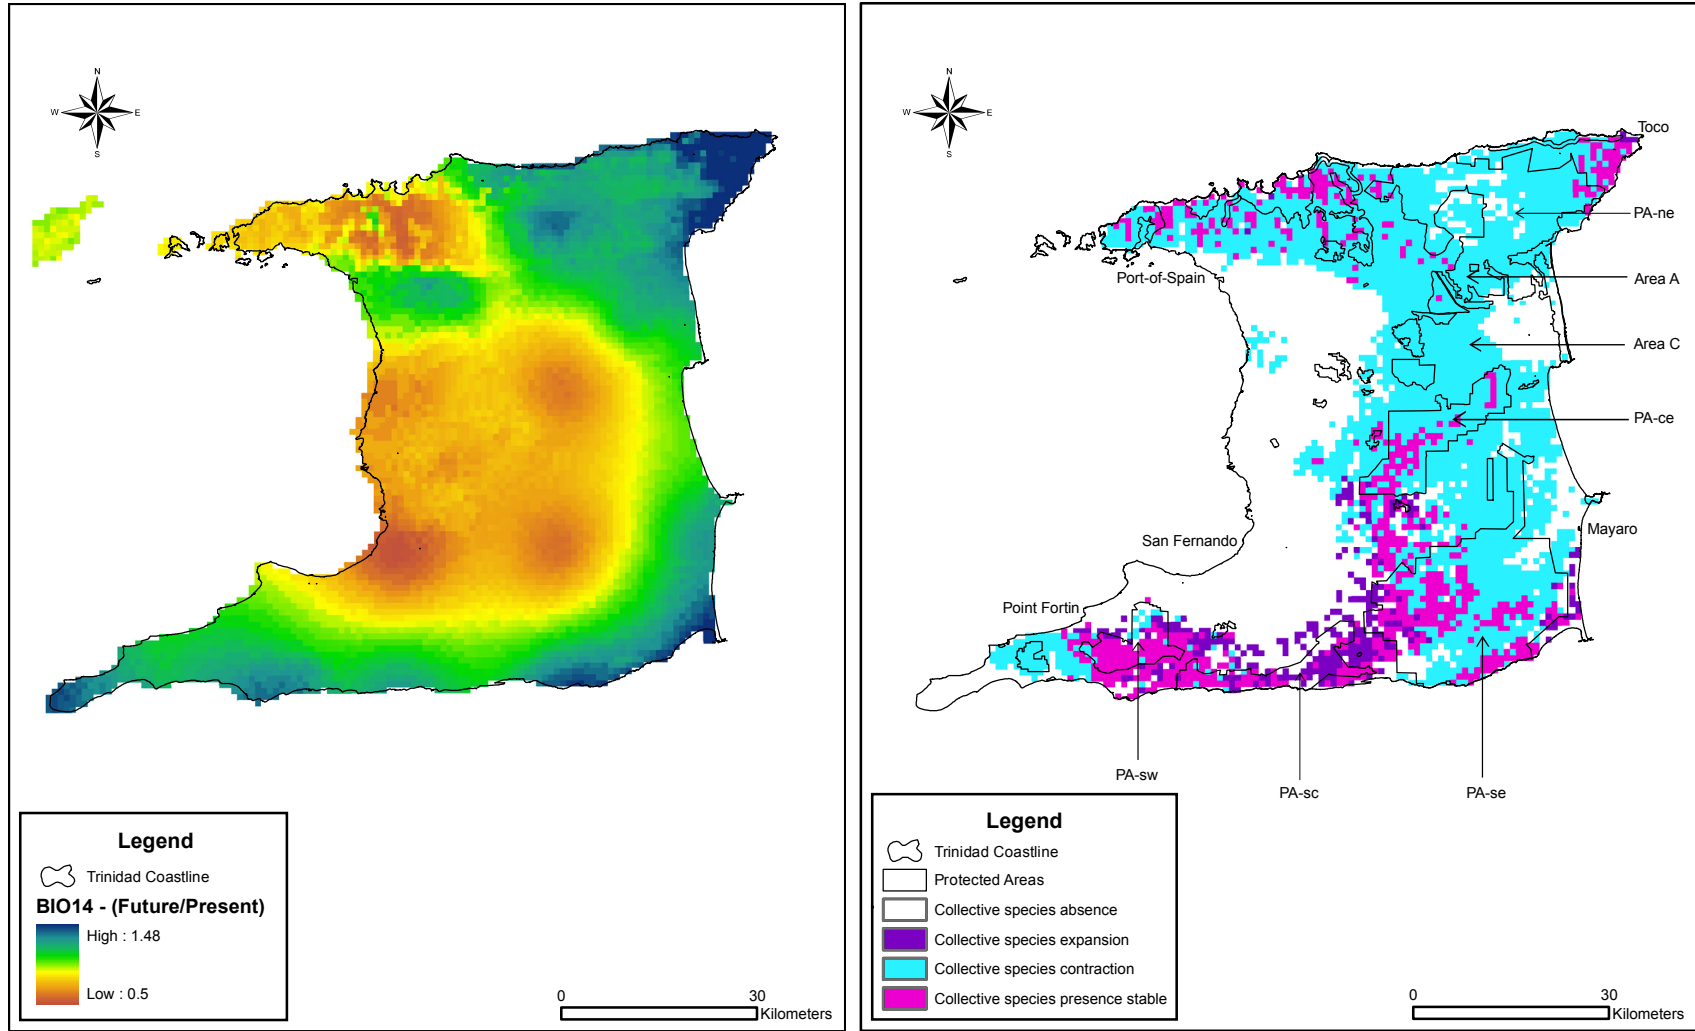 N
W
E
S
Legend
Trinidad Coastline
BIO14 - (Future/Present)
High : 1.48
Low : 0.5
0
30
Kilometers
N
W
E
S
Toco
PA-ne
Port-of-Spain
Area A
Area C
PA-ce
Mayaro
San Fernando
Point Fortin
PA-sw
PA-sc
PA-se
Legend
Trinidad Coastline
Protected Areas
Collective species absence
Collective species expansion
Collective species contraction
Collective species presence stable
0
30
Kilometers